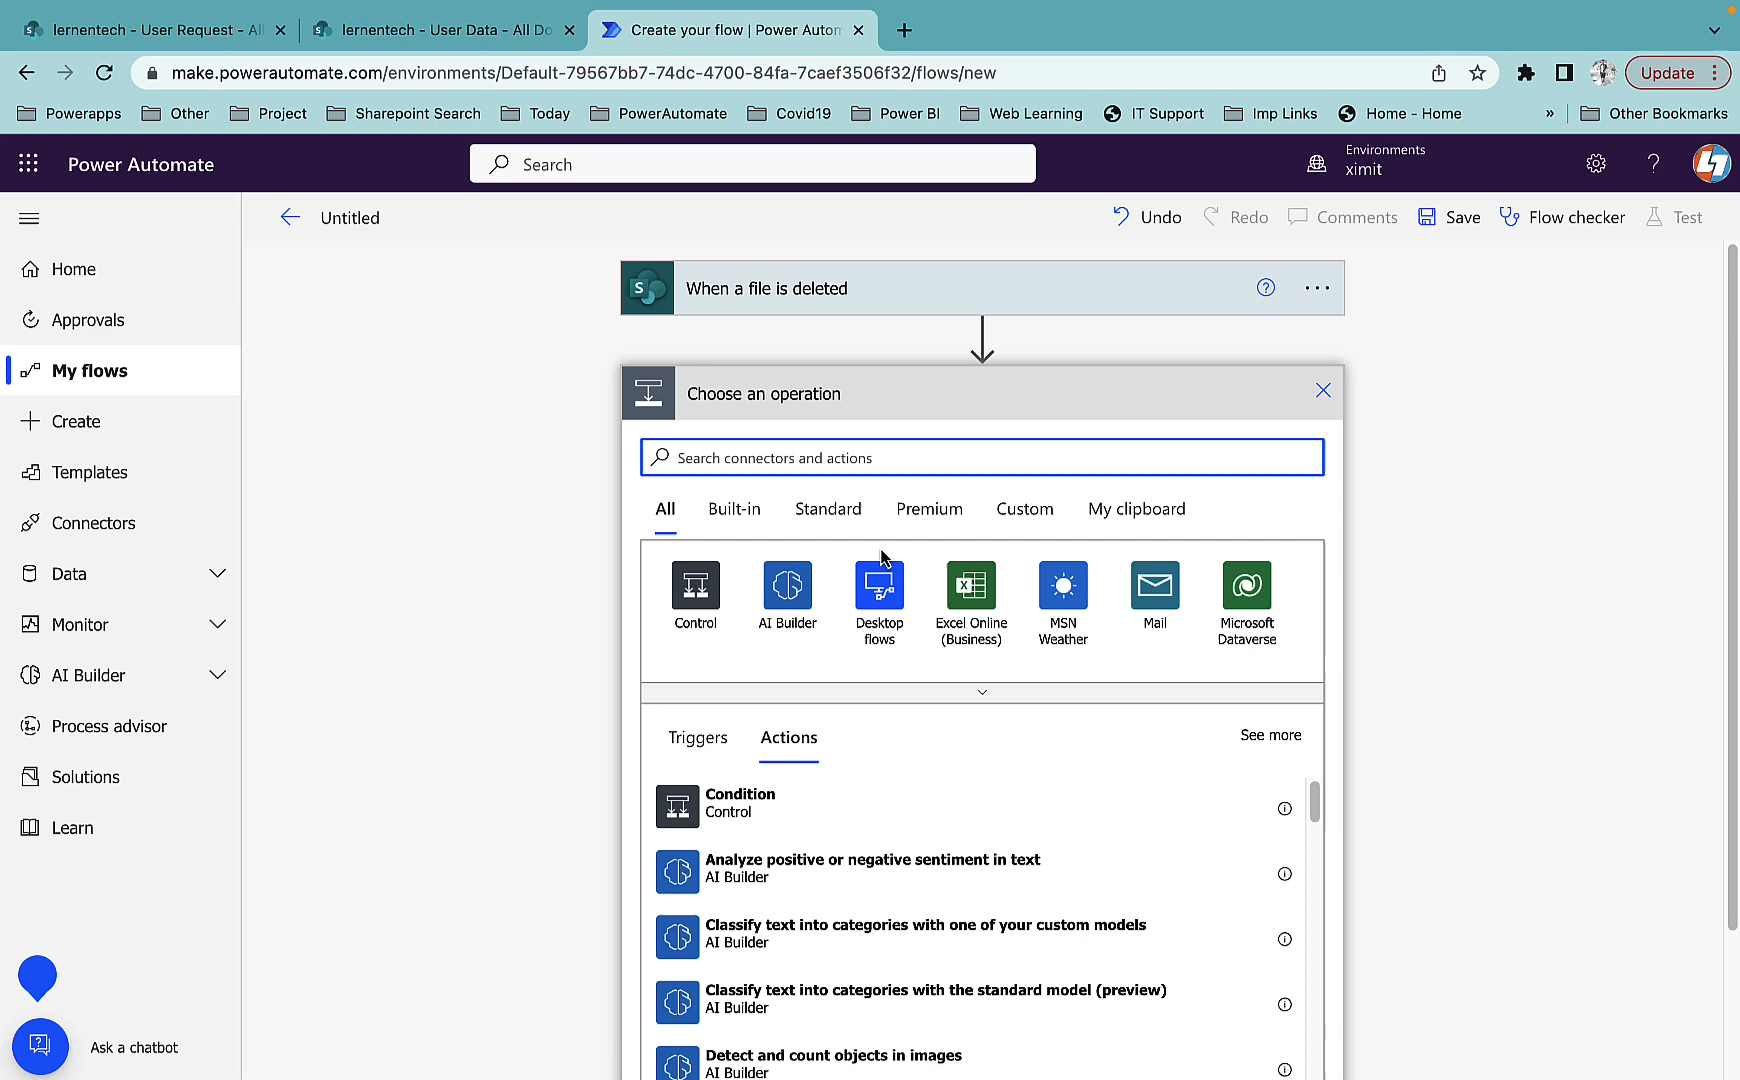 lernentech - User Request - All
lernentech - User Data - All Do
Create your flow | Power Autom
make.powerautomate.com/environments/Default-79567bb7-74dc-4700-84fa-7caef3506f32/flows/new
Update
Powerapps
Other
Project
Sharepoint Search
Today
PowerAutomate
Covid19
Power BI
Web Learning
IT Support
Imp Links
Home - Home
»
Other Bookmarks
Power Automate
Search
Environments
ximit
Untitled
Undo
Redo
Comments
Save
Flow checker
Test
Home
Approvals
My flows
Create
Templates
Connectors
Data
Monitor
AI Builder
Process advisor
Solutions
Learn
Ask a chatbot
S
When a file is deleted
Choose an operation
Search connectors and actions
All
Built-in
Standard
Premium
Custom
My clipboard
Control
AI Builder
Desktop
flows
Excel Online
(Business)
MSN
Weather
Mail
Microsoft
Dataverse
Triggers
Actions
See more
Condition
Control
Analyze positive or negative sentiment in text
AI Builder
Classify text into categories with one of your custom models
AI Builder
Classify text into categories with the standard model (preview)
AI Builder
Detect and count objects in images
AI Builder